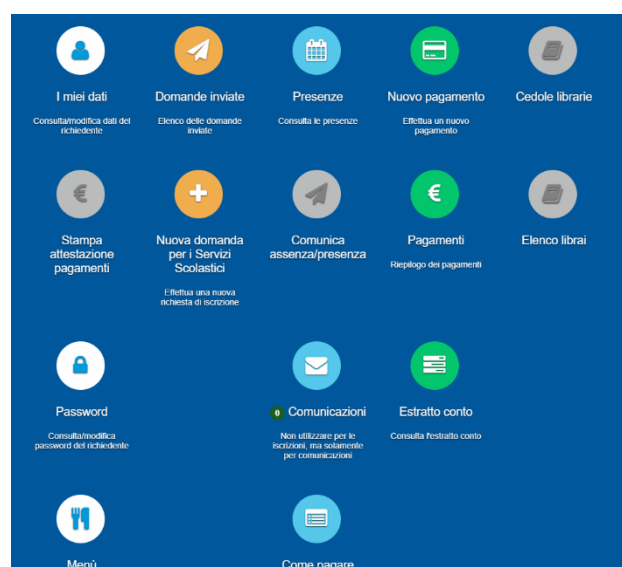 I miei dati
Consulta/modifica dati del
richiedente
Domande inviate
Elenco delle domande
inviate
Presenze
Consulta le presenze
Nuovo pagamento
Effettua un nuovo
pagamento
Cedole librarie
Stampa
attestazione
pagamenti
Nuova domanda
per i Servizi
Scolastici
Effettua una nuova
richiesta di iscrizione
Comunica
assenza/presenza
Pagamenti
Riepilogo dei pagamenti
Elenco librai
Password
Consulta/modifica
password del richiedente
0 Comunicazioni
Non utilizzare per le
iscrizioni, ma solamente
per comunicazioni
Estratto conto
Consulta l'estratto conto
Menù
Come pagare